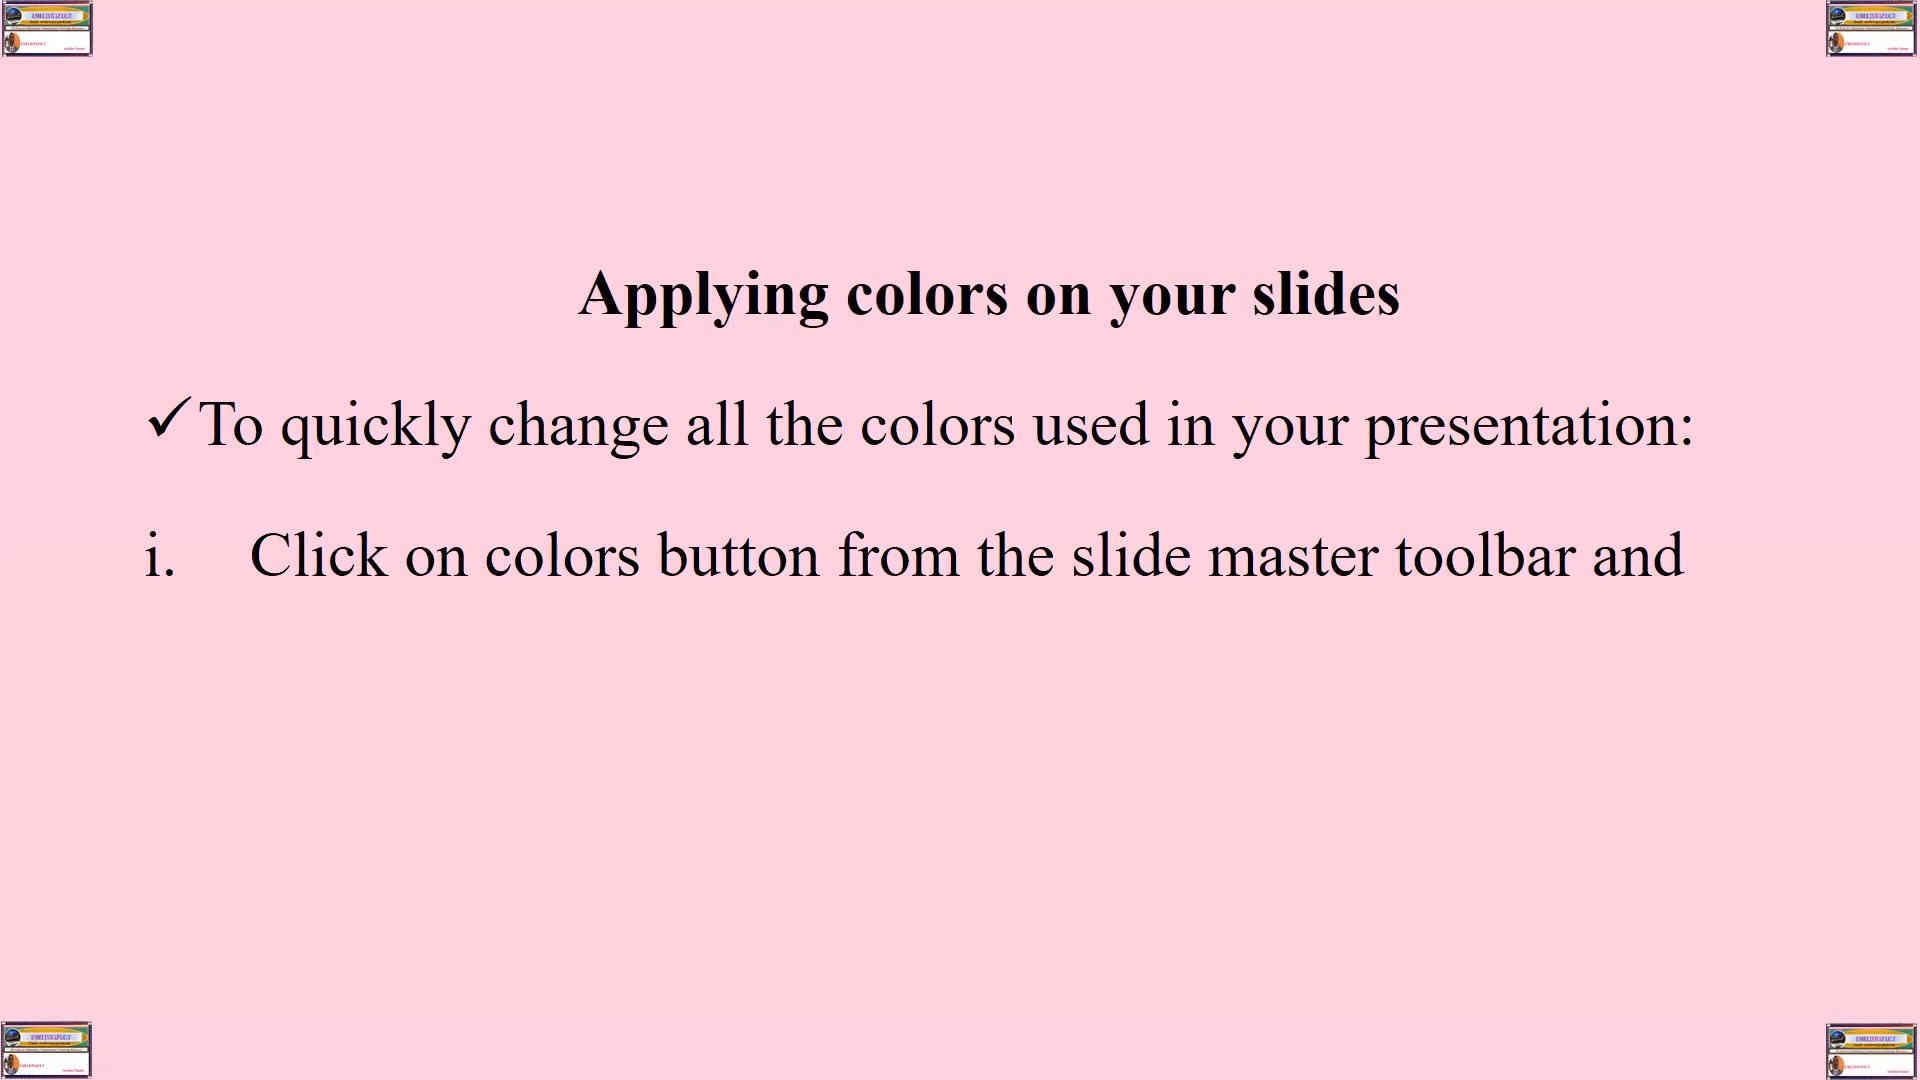 Applying colors on your slides
✓To quickly change all the colors used in your presentation:
i. Click on colors button from the slide master toolbar and